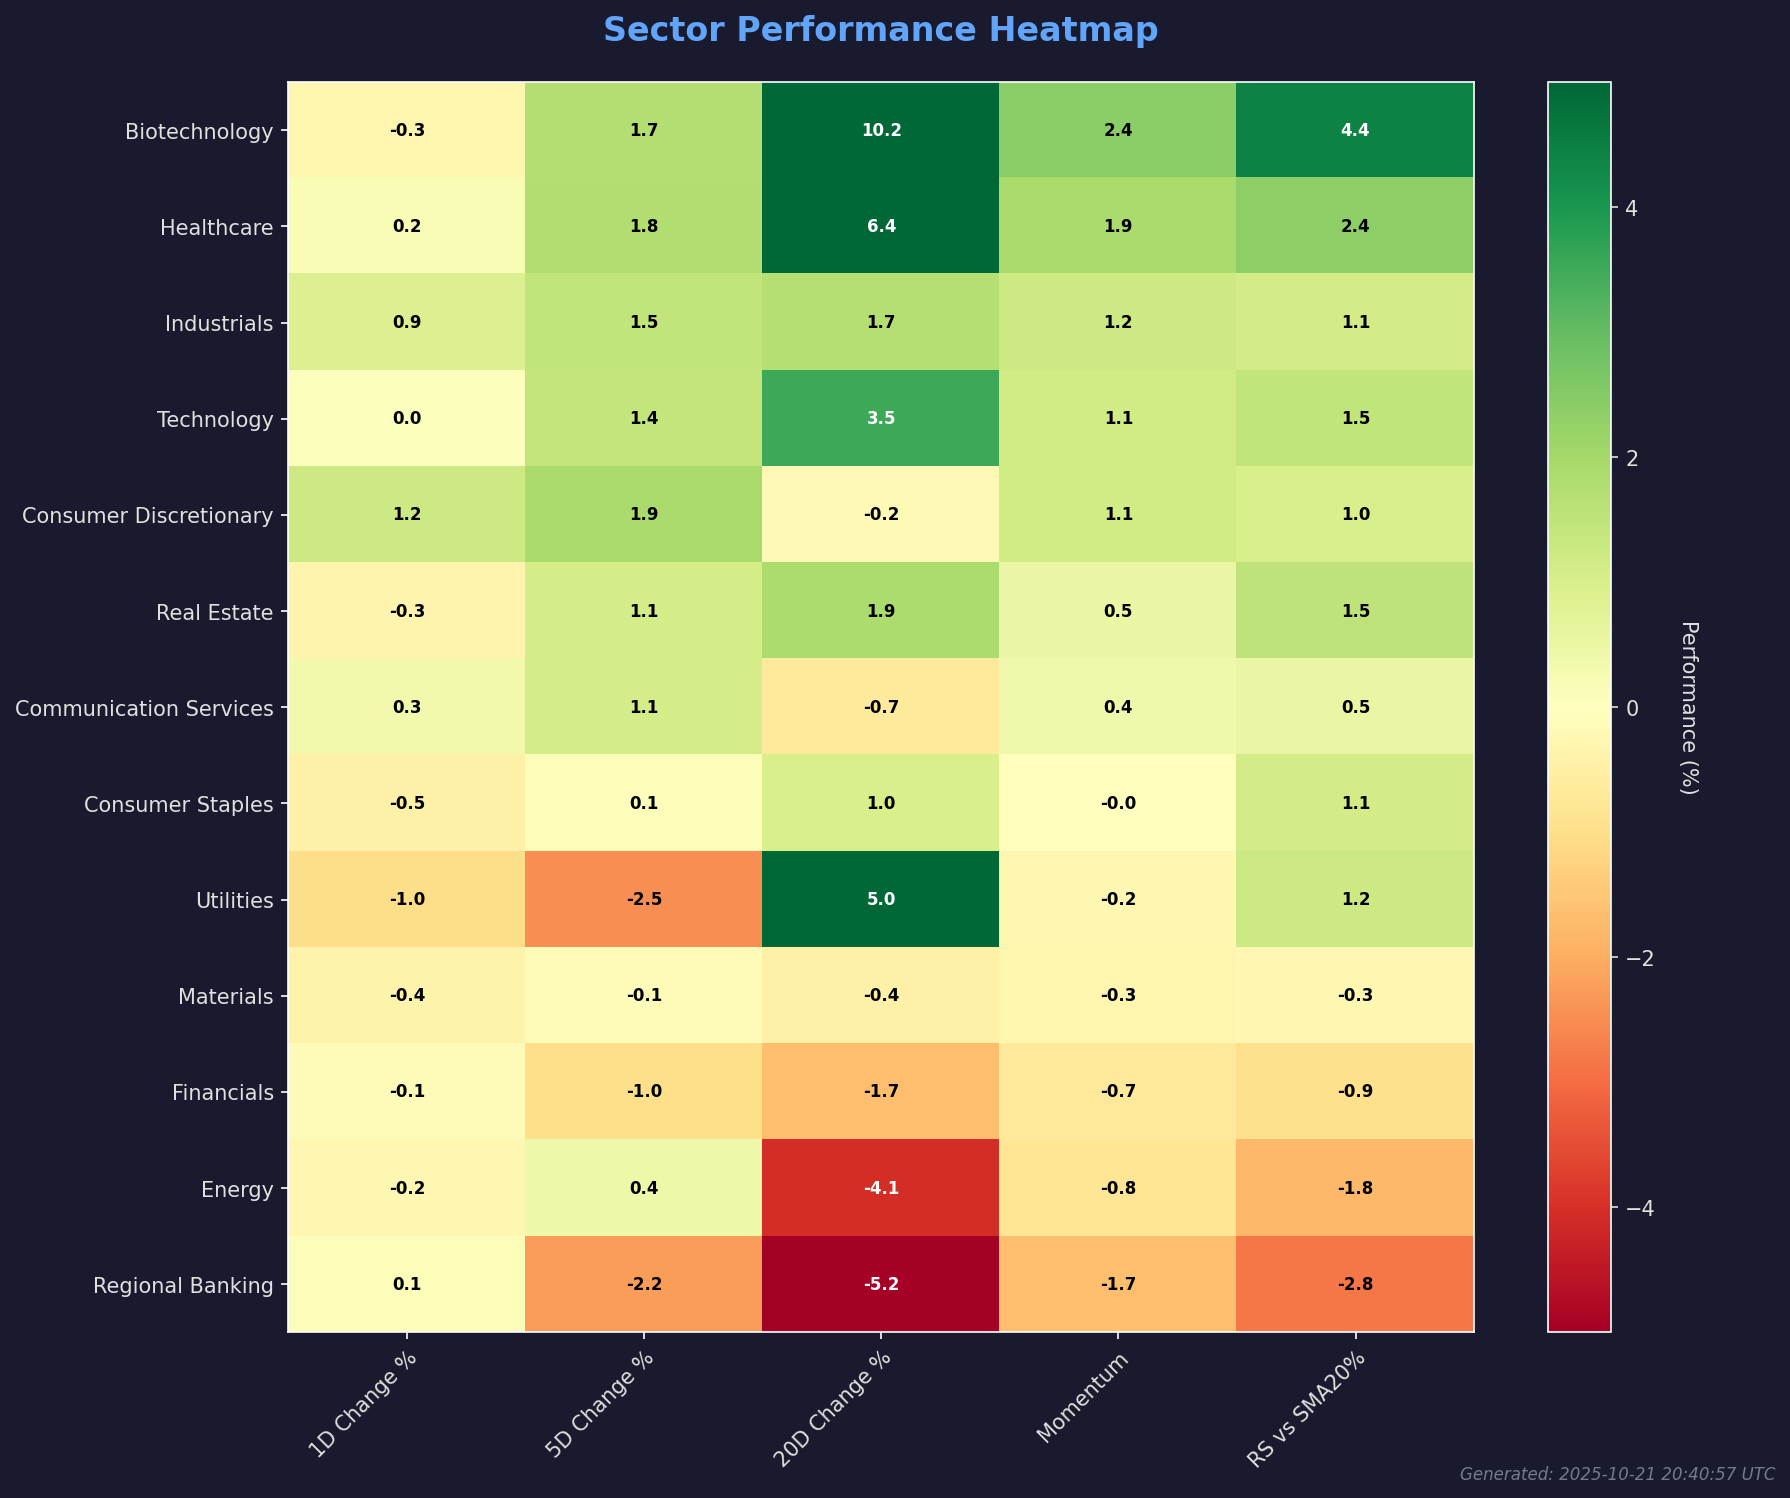 Sector Performance Heatmap
Biotechnology -0.3 1.7 10.2 2.4 4.4
Healthcare 0.2 1.8 6.4 1.9 2.4
Industrials 0.9 1.5 1.7 1.2 1.1
Technology 0.0 1.4 3.5 1.1 1.5
Consumer Discretionary 1.2 1.9 -0.2 1.1 1.0
Real Estate -0.3 1.1 1.9 0.5 1.5
Communication Services 0.3 1.1 -0.7 0.4 0.5
Consumer Staples -0.5 0.1 1.0 -0.0 1.1
Utilities -1.0 -2.5 5.0 -0.2 1.2
Materials -0.4 -0.1 -0.4 -0.3 -0.3
Financials -0.1 -1.0 -1.7 -0.7 -0.9
Energy -0.2 0.4 -4.1 -0.8 -1.8
Regional Banking 0.1 -2.2 -5.2 -1.7 -2.8
1D Change % 5D Change % 20D Change % Momentum RS vs SMA20%
4
2
0
−2
−4
Performance (%)
Generated: 2025-10-21 20:40:57 UTC